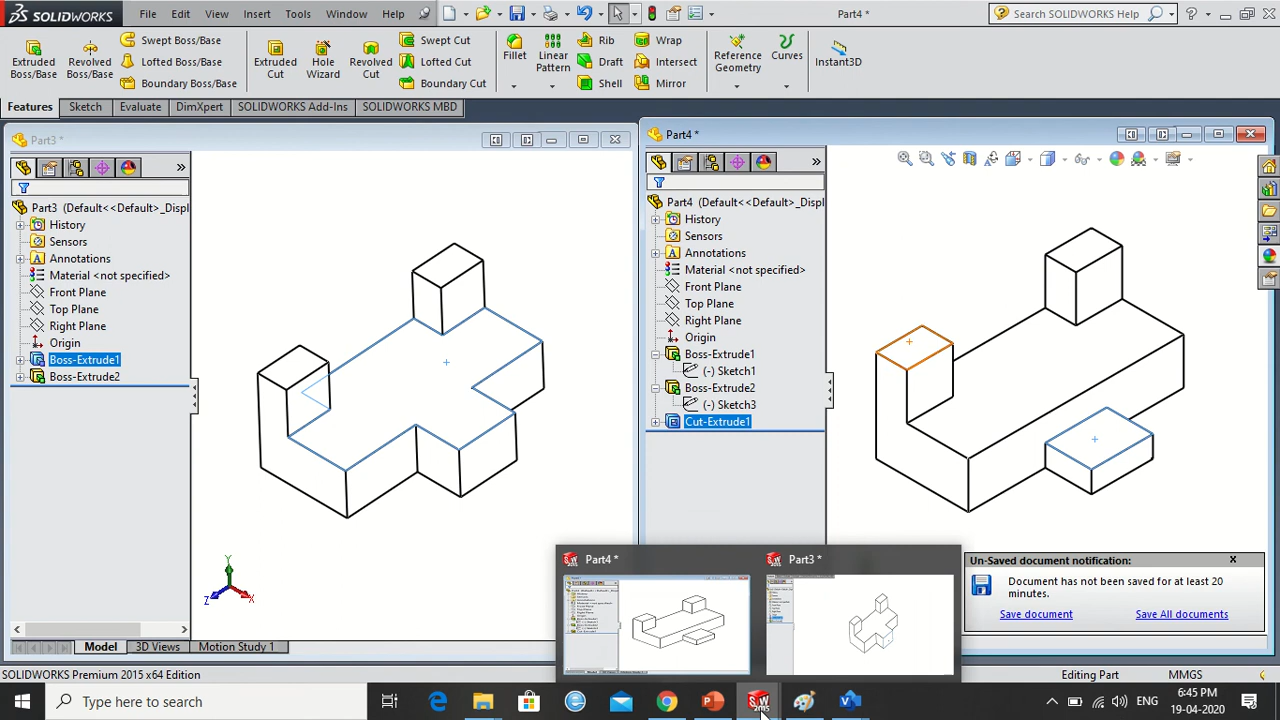 SOLIDWORKS File Edit View Insert Tools Window Help Part4 * Search SOLIDWORKS Help
Extruded Boss/Base
Revolved Boss/Base
Swept Boss/Base
Lofted Boss/Base
Boundary Boss/Base
Extruded Cut
Hole Wizard
Revolved Cut
Swept Cut
Lofted Cut
Boundary Cut
Fillet
Linear Pattern
Rib
Draft
Shell
Wrap
Intersect
Mirror
Reference Geometry
Curves
Instant3D
Features Sketch Evaluate DimXpert SOLIDWORKS Add-Ins SOLIDWORKS MBD
Part3 *
Part3 (Default<<Default>_Displ
History
Sensors
Annotations
Material <not specified>
Front Plane
Top Plane
Right Plane
Origin
Boss-Extrude1
Boss-Extrude2
Y
Z X
Part4 *
Part4 (Default<<Default>_Displ
History
Sensors
Annotations
Material <not specified>
Front Plane
Top Plane
Right Plane
Origin
Boss-Extrude1
(-) Sketch1
Boss-Extrude2
(-) Sketch3
Cut-Extrude1
Part4 * Part3 *
Un-Saved document notification:
Document has not been saved for at least 20
minutes.
Save document Save All documents
Model 3D Views Motion Study 1
SOLIDWORKS Premium 2015 x64 Edition Editing Part MMGS
Type here to search
ENG
6:45 PM
19-04-2020